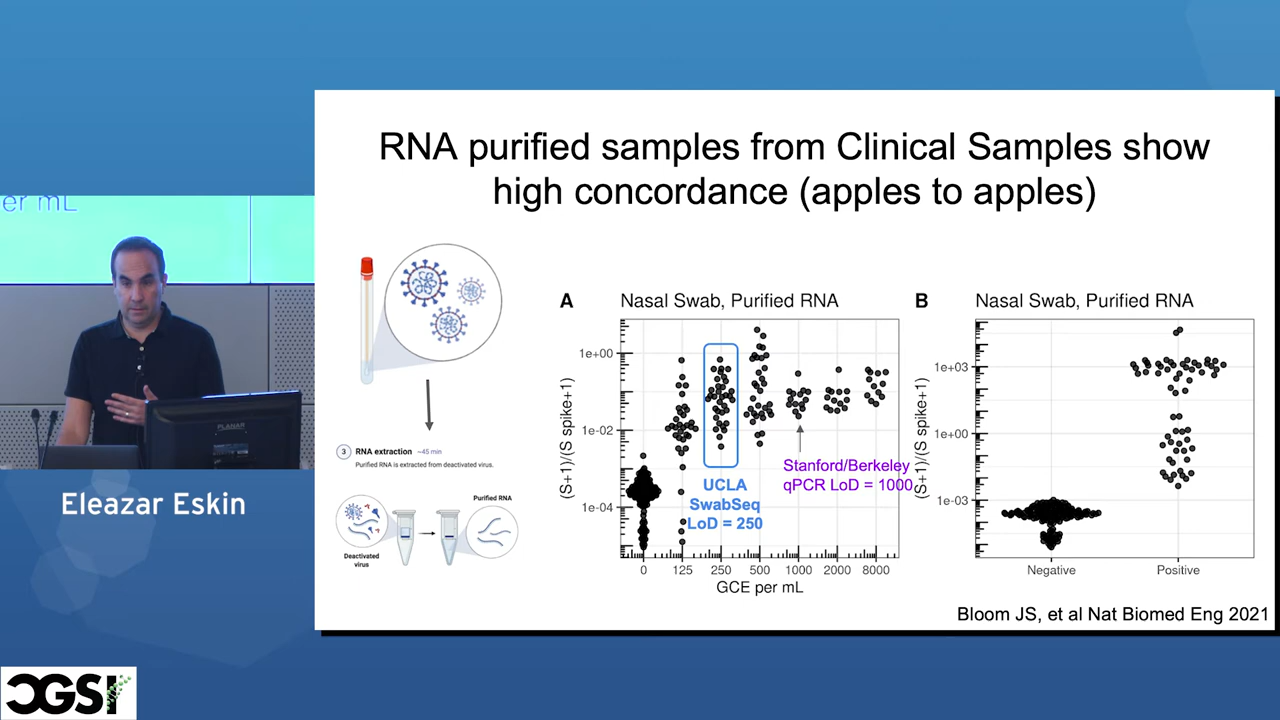 er mL
RNA purified samples from Clinical Samples show
high concordance (apples to apples)
3 RNA extraction ~45 min
Purified RNA is extracted from deactivated virus.
Purified RNA
Deactivated
virus
A Nasal Swab, Purified RNA
(S+1)/(S spike+1)
1e+00
1e-02
1e-04
0 125 250 500 1000 2000 8000
GCE per mL
UCLA
SwabSeq
LoD = 250
Stanford/Berkeley
qPCR LoD = 1000
B Nasal Swab, Purified RNA
(S+1)/(S spike+1)
1e+03
1e+00
1e-03
Negative Positive
Bloom JS, et al Nat Biomed Eng 2021
PLANAR
Eleazar Eskin
CGSI